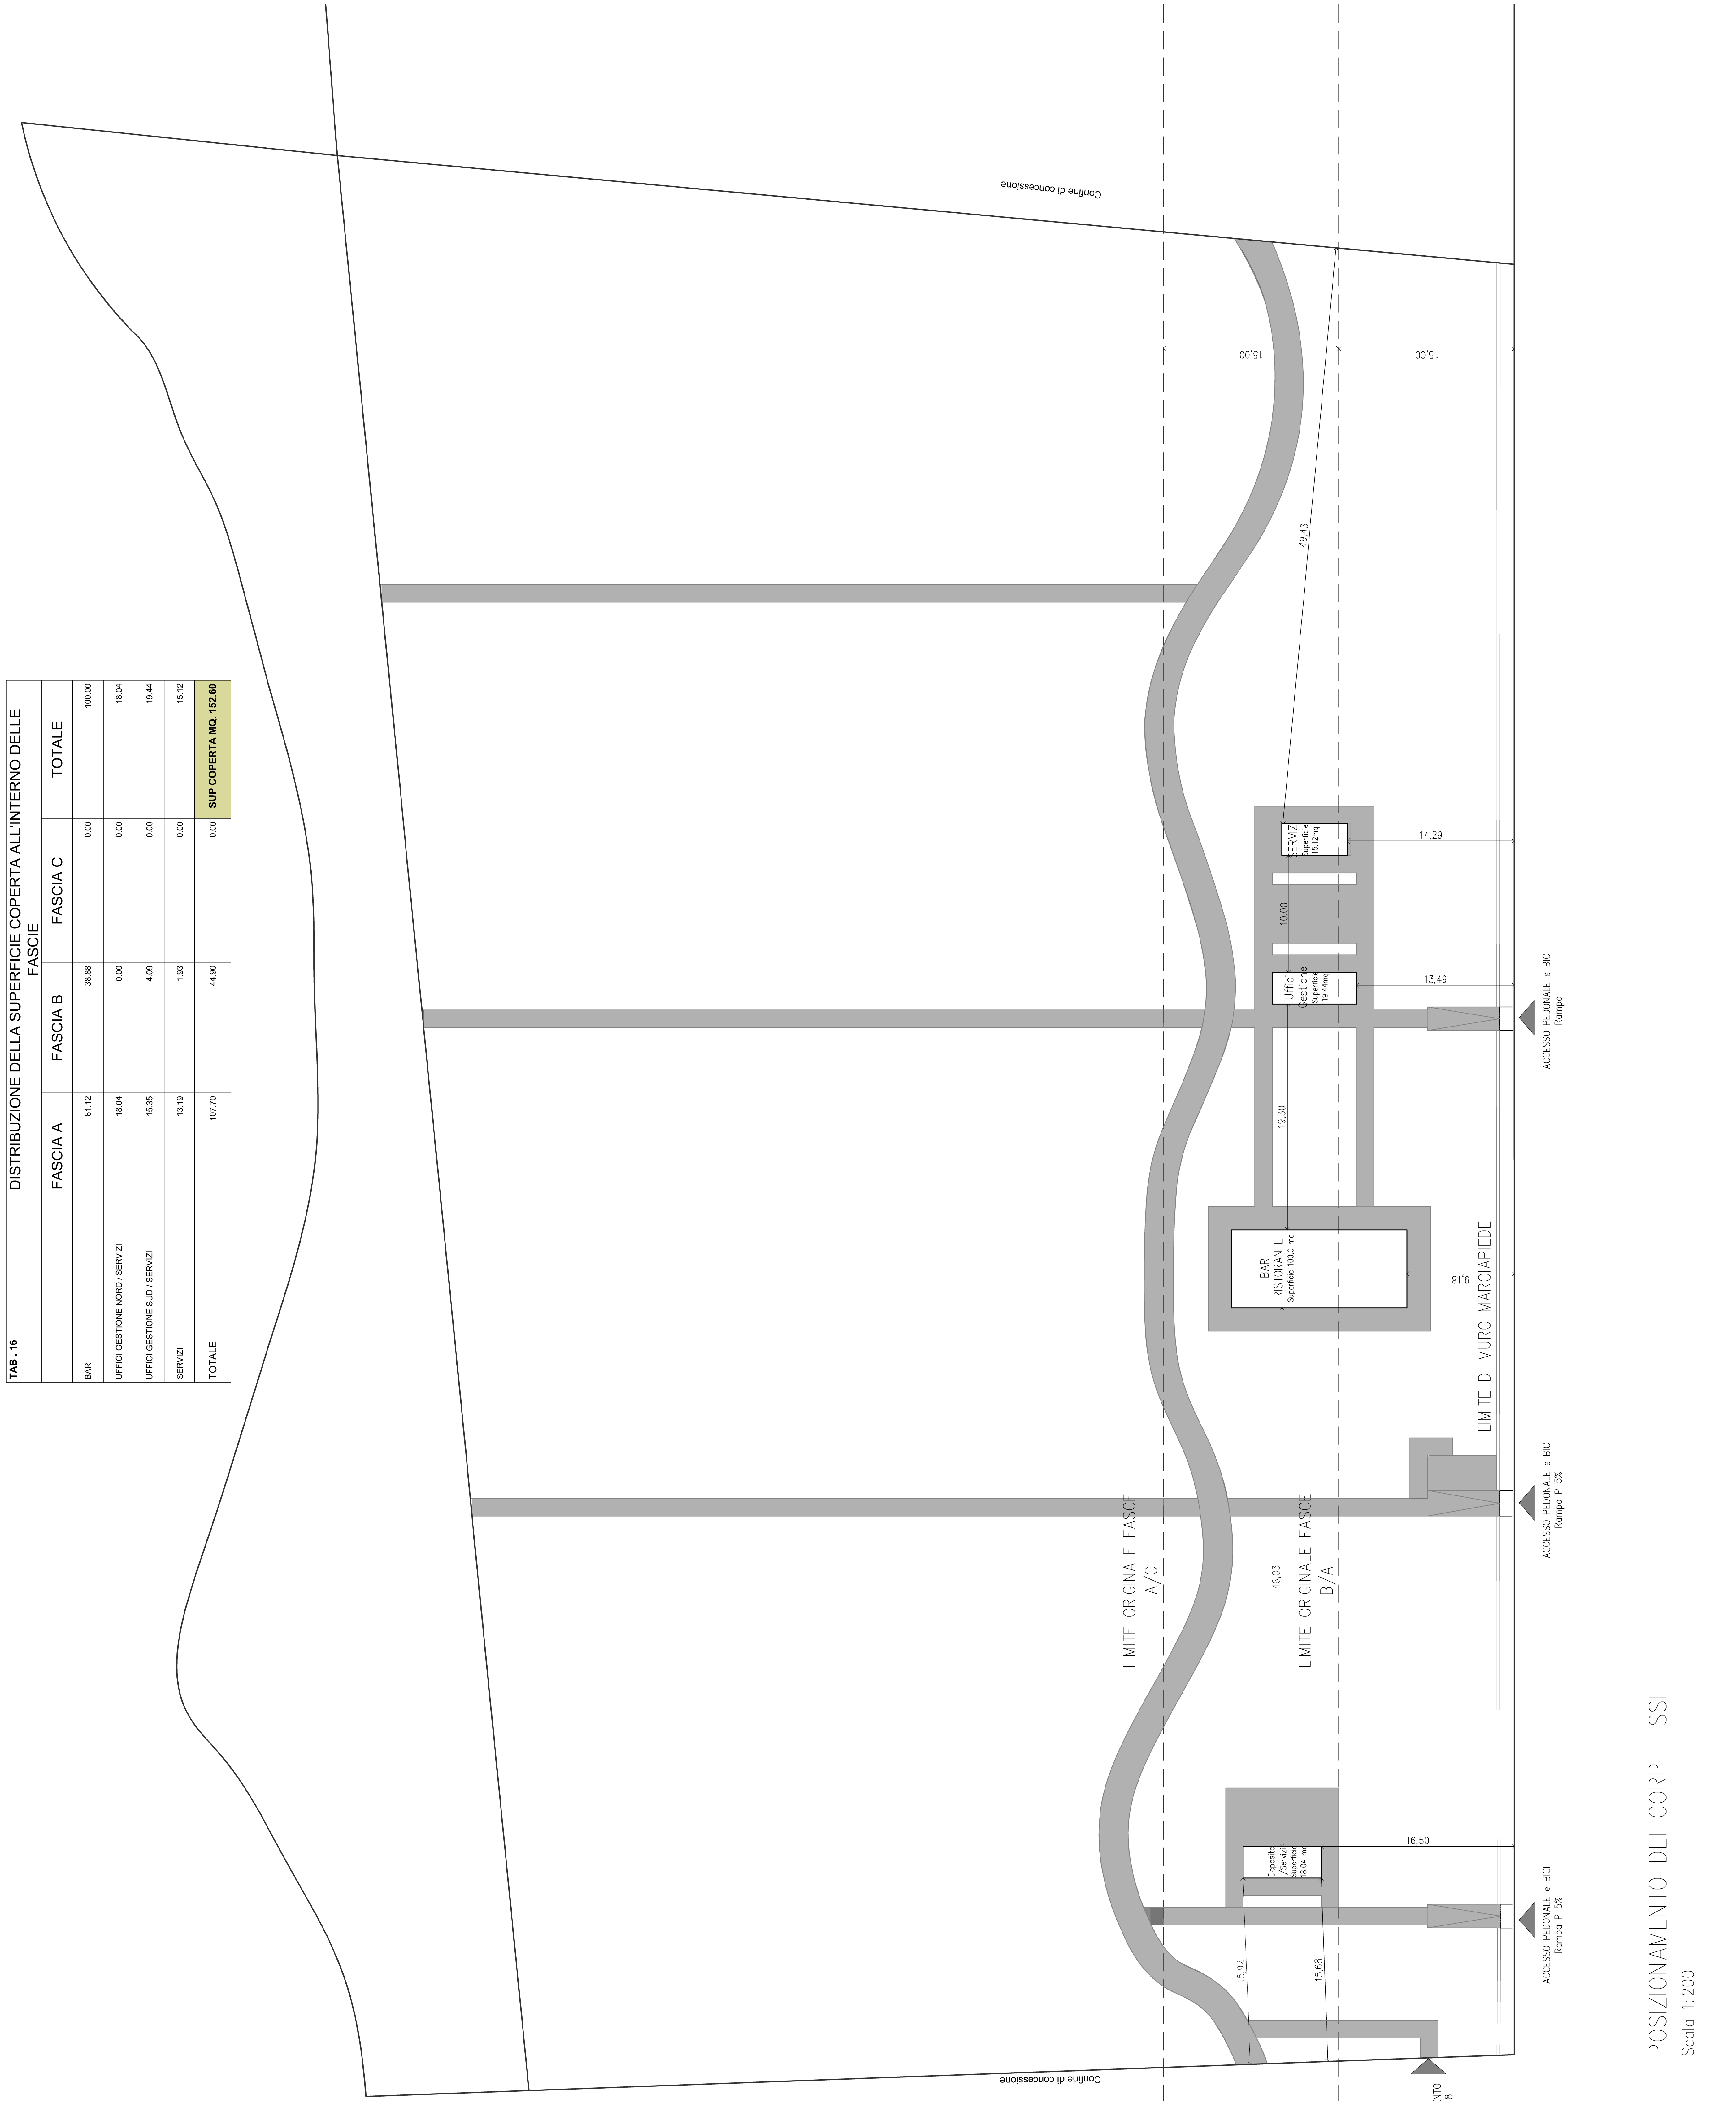 TAB . 16
DISTRIBUZIONE DELLA SUPERFICIE COPERTA ALL'INTERNO DELLE
FASCIE
FASCIA A FASCIA B FASCIA C TOTALE
BAR 61.12 38.88 0.00 100.00
UFFICI GESTIONE NORD / SERVIZI 18.04 0.00 0.00 18.04
UFFICI GESTIONE SUD / SERVIZI 15.35 4.09 0.00 19.44
SERVIZI 13.19 1.93 0.00 15.12
TOTALE 107.70 44.90 0.00 SUP COPERTA MQ. 152.60
Confine di concessione
Confine di concessione
LIMITE ORIGINALE FASCE
A/C
LIMITE ORIGINALE FASCE
B/A
LIMITE DI MURO MARCIAPIEDE
15,92
15,68
Deposito
/Servizi
Superficie
18.04 mq
16,50
46,03
BAR
RISTORANTE
Superficie 100,0 mq
9,18
19,30
Uffici
Gestione
Superficie
19.44mq
13,49
10,00
SERVIZ
Superficie
15.12mq
14,29
49,43
15,00
15,00
NTO
8
ACCESSO PEDONALE e BICI
Rampa P 5%
ACCESSO PEDONALE e BICI
Rampa P 5%
ACCESSO PEDONALE e BICI
Rampa
POSIZIONAMENTO DEI CORPI FISSI
Scala 1:200